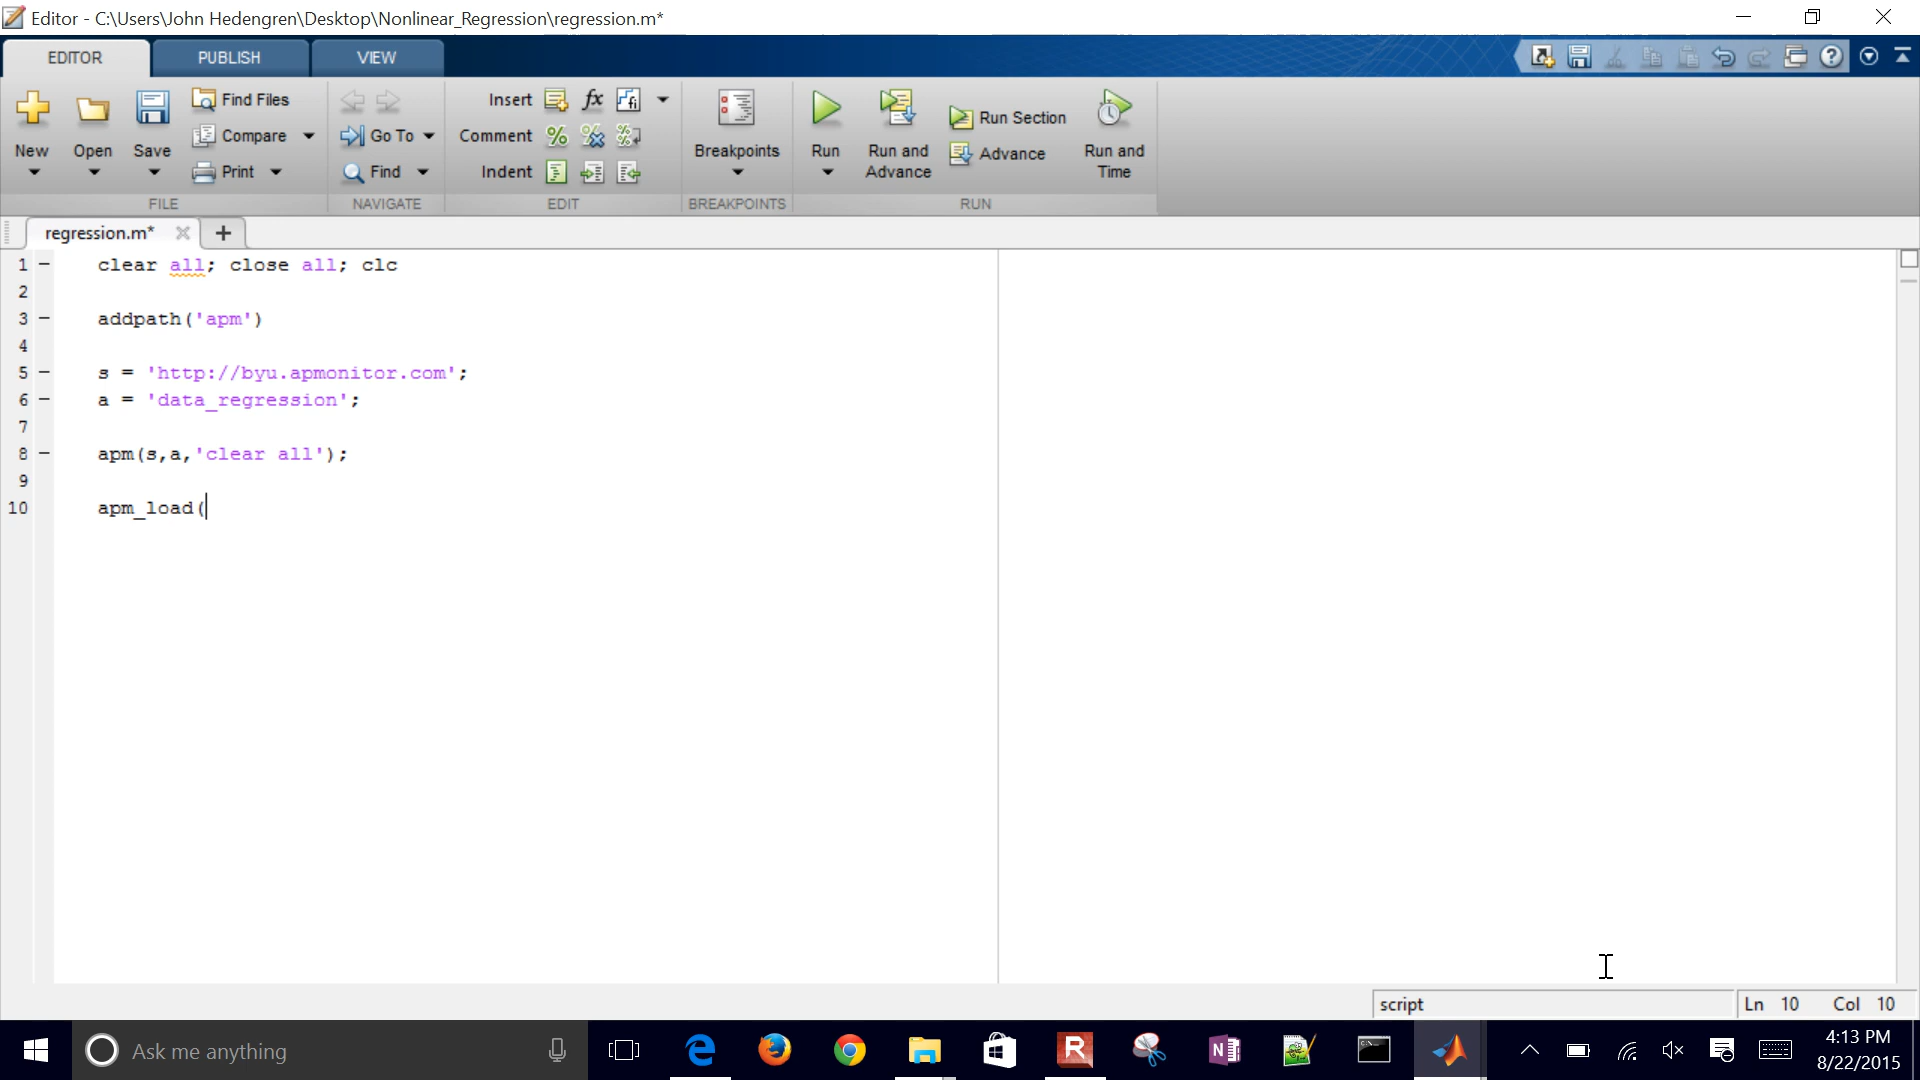 Editor - C:\Users\John Hedengren\Desktop\Nonlinear_Regression\regression.m*
EDITOR PUBLISH VIEW
New Open Save
Find Files
Compare
Print
FILE
Go To
Find
NAVIGATE
Insert fx
Comment
Indent
EDIT
Breakpoints
BREAKPOINTS
Run
Run and Advance
Run Section
Advance
Run and Time
RUN
regression.m*
1 clear all; close all; clc
2
3 addpath('apm')
4
5 s = 'http://byu.apmonitor.com';
6 a = 'data_regression';
7
8 apm(s,a,'clear all');
9
10 apm_load(
script Ln 10 Col 10
Ask me anything
4:13 PM
8/22/2015